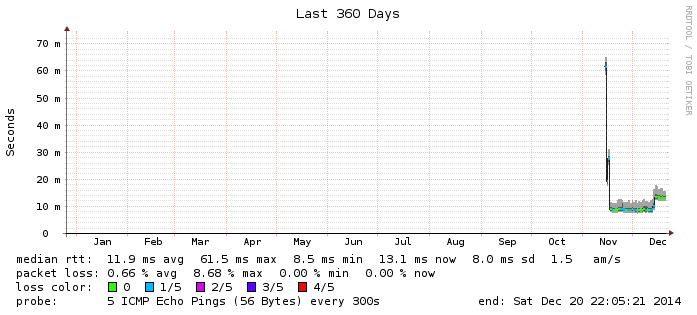 Last 360 Days
RRDTOOL / TOBI OETIKER
Seconds
70 m
60 m
50 m
40 m
30 m
20 m
10 m
0
Jan Feb Mar Apr May Jun Jul Aug Sep Oct Nov Dec
median rtt: 11.9 ms avg 61.5 ms max 8.5 ms min 13.1 ms now 8.0 ms sd 1.5 am/s
packet loss: 0.66 % avg 8.68 % max 0.00 % min 0.00 % now
loss color: 0 1/5 2/5 3/5 4/5
probe: 5 ICMP Echo Pings (56 Bytes) every 300s end: Sat Dec 20 22:05:21 2014